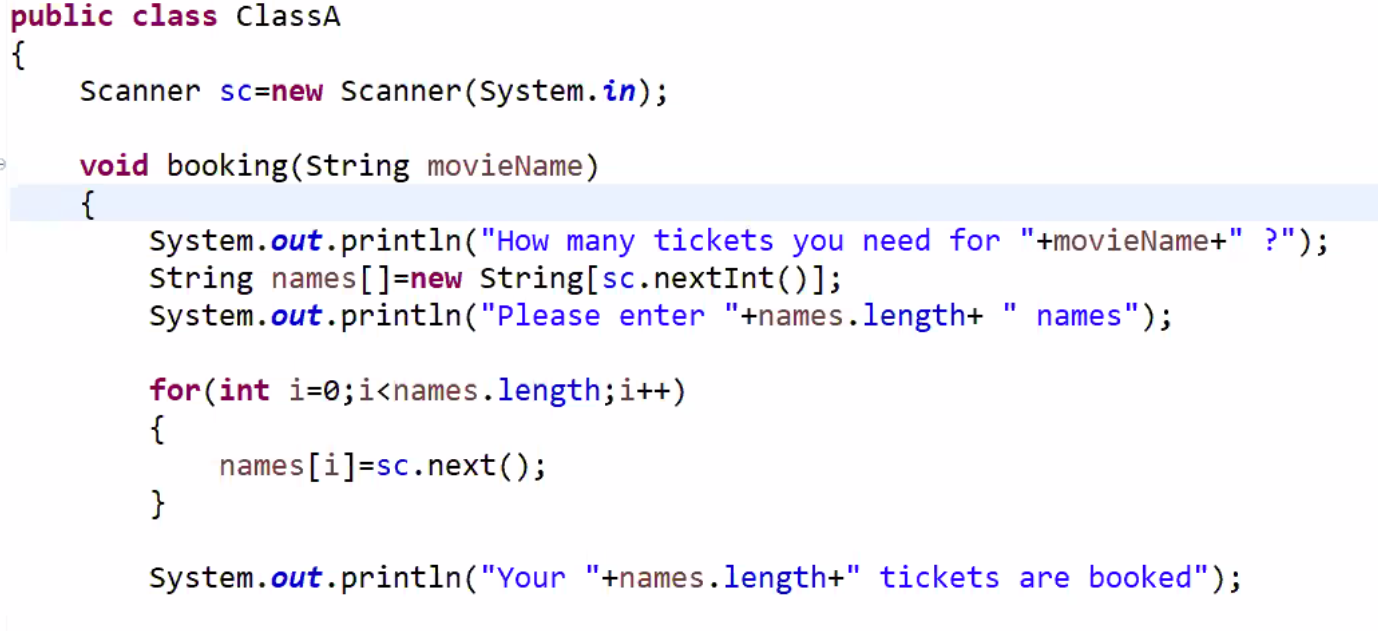 public class ClassA
{
    Scanner sc=new Scanner(System.in);

    void booking(String movieName)
    {
        System.out.println("How many tickets you need for "+movieName+" ?");
        String names[]=new String[sc.nextInt()];
        System.out.println("Please enter "+names.length+ " names");

        for(int i=0;i<names.length;i++)
        {
            names[i]=sc.next();
        }

        System.out.println("Your "+names.length+" tickets are booked");